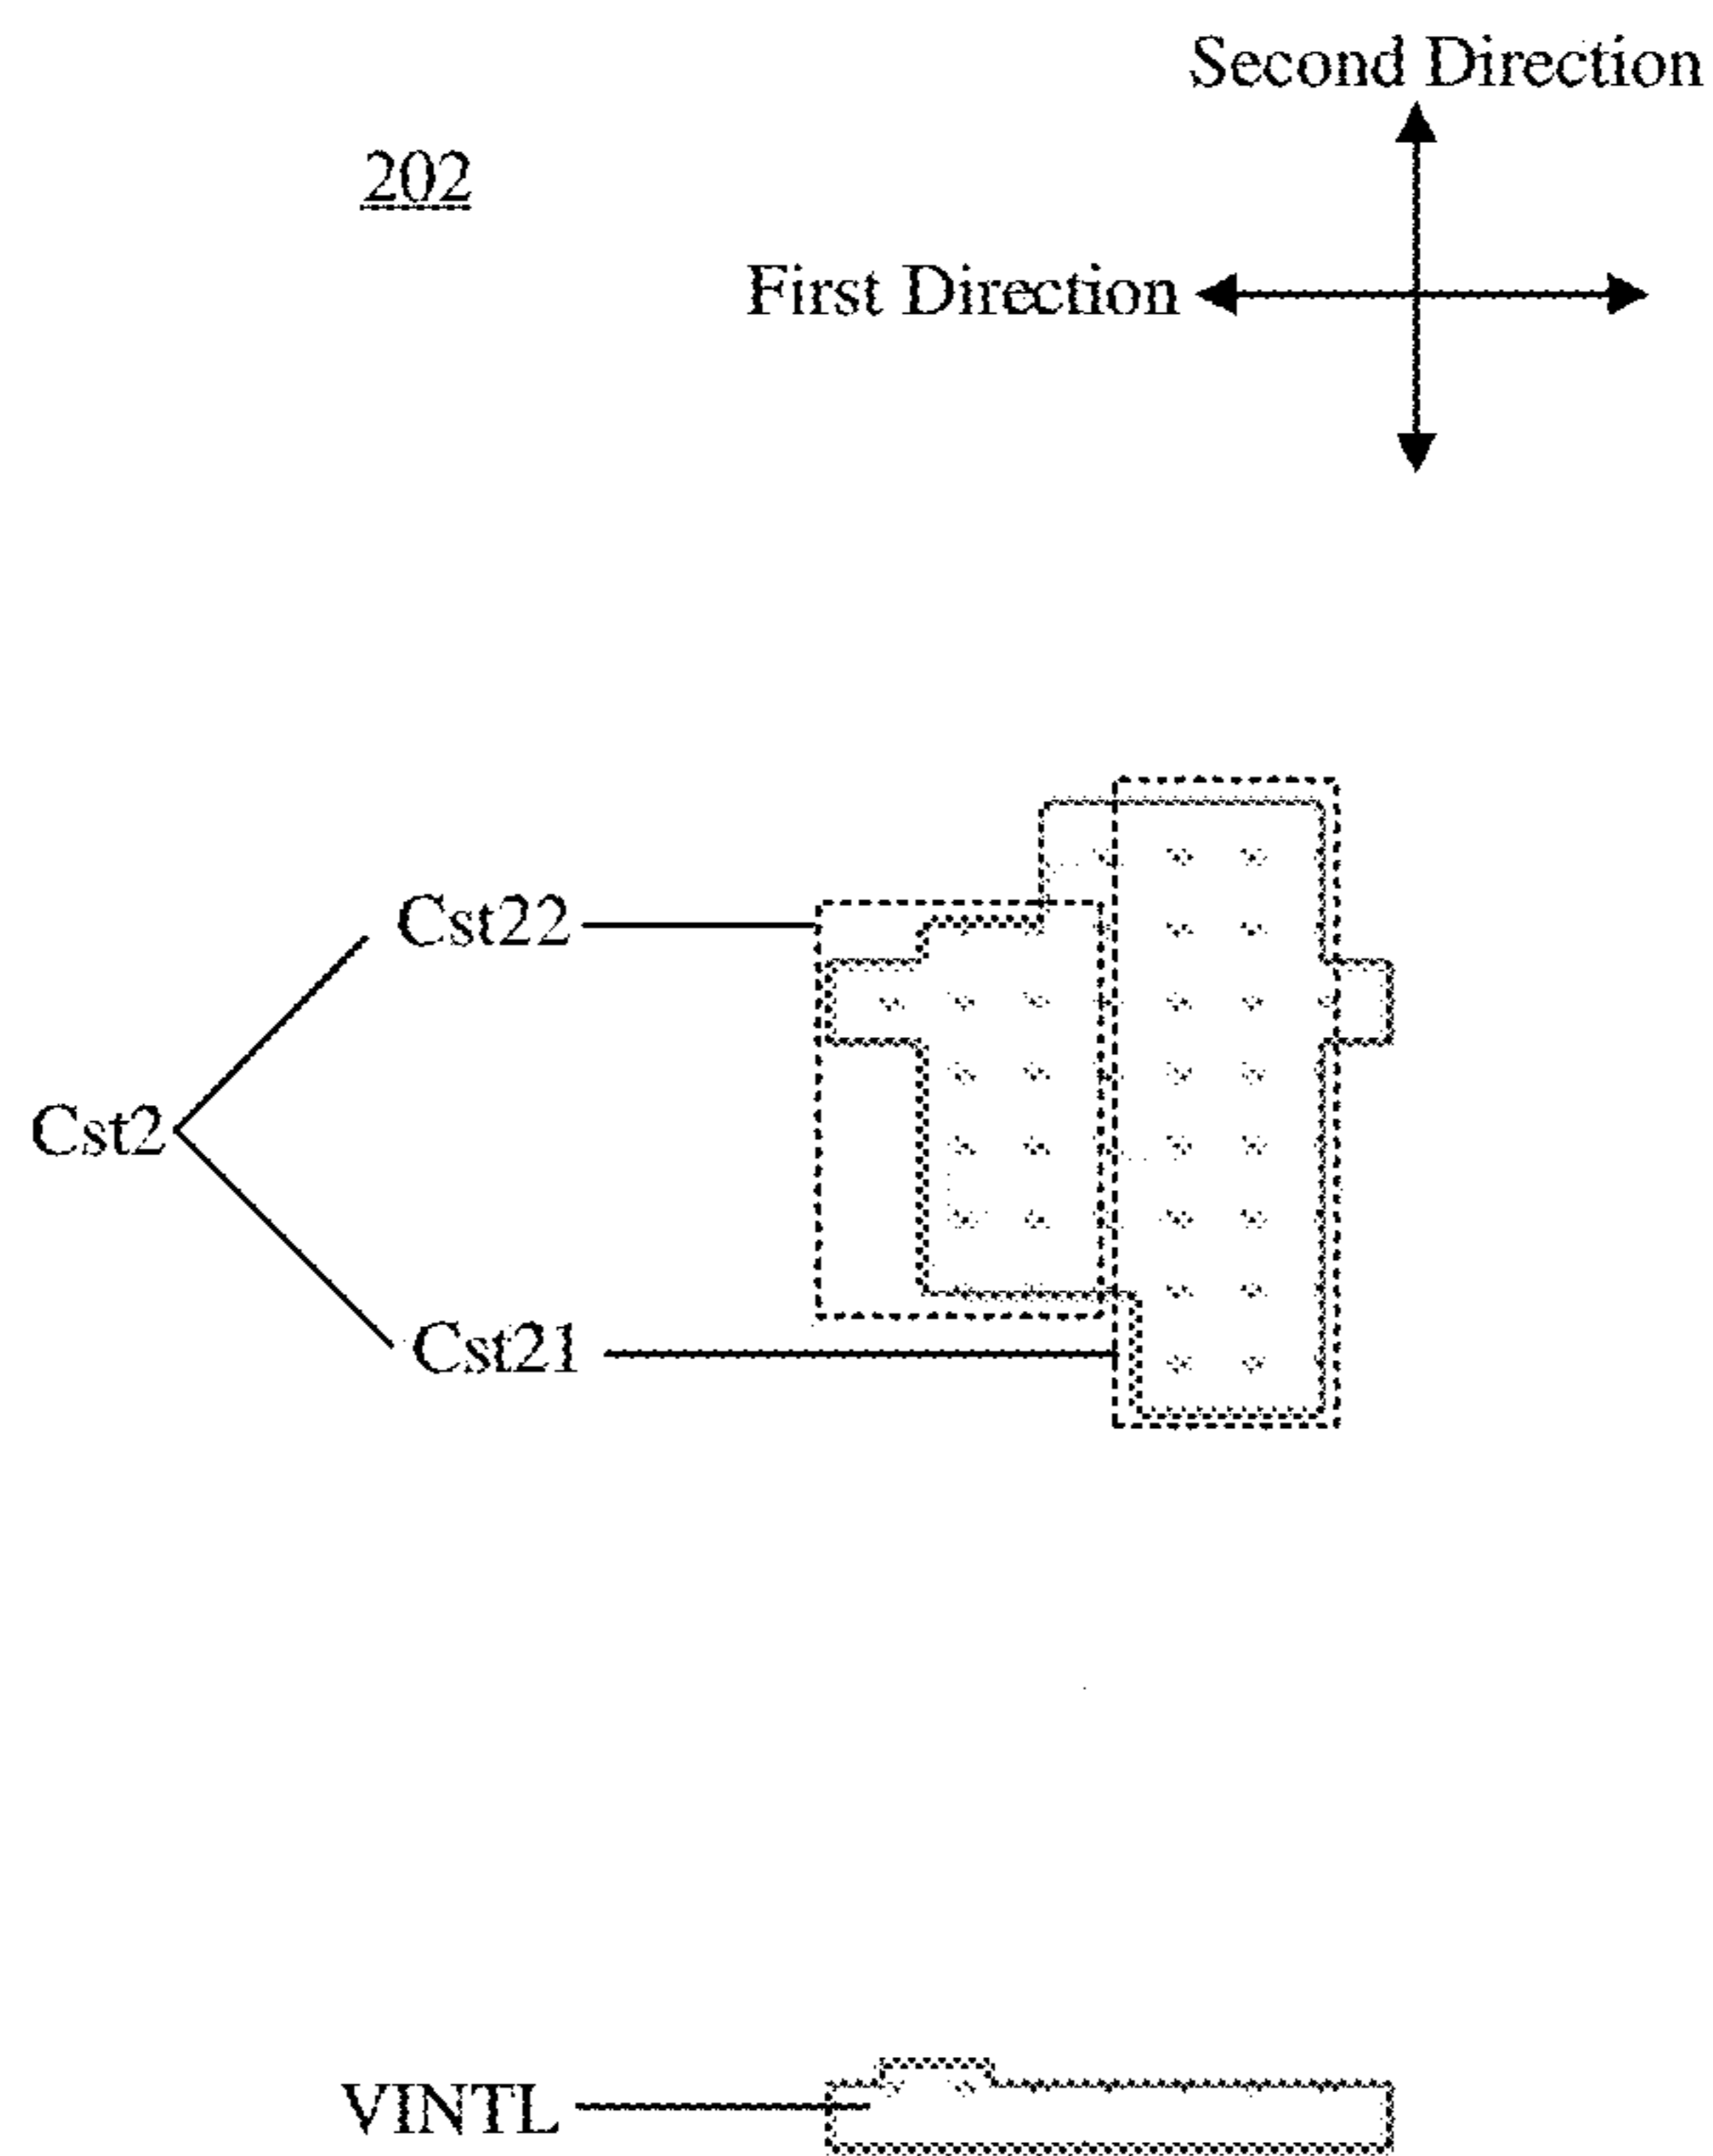 Second Direction
202
First Direction
Cst22
Cst2
Cst21
VINTL